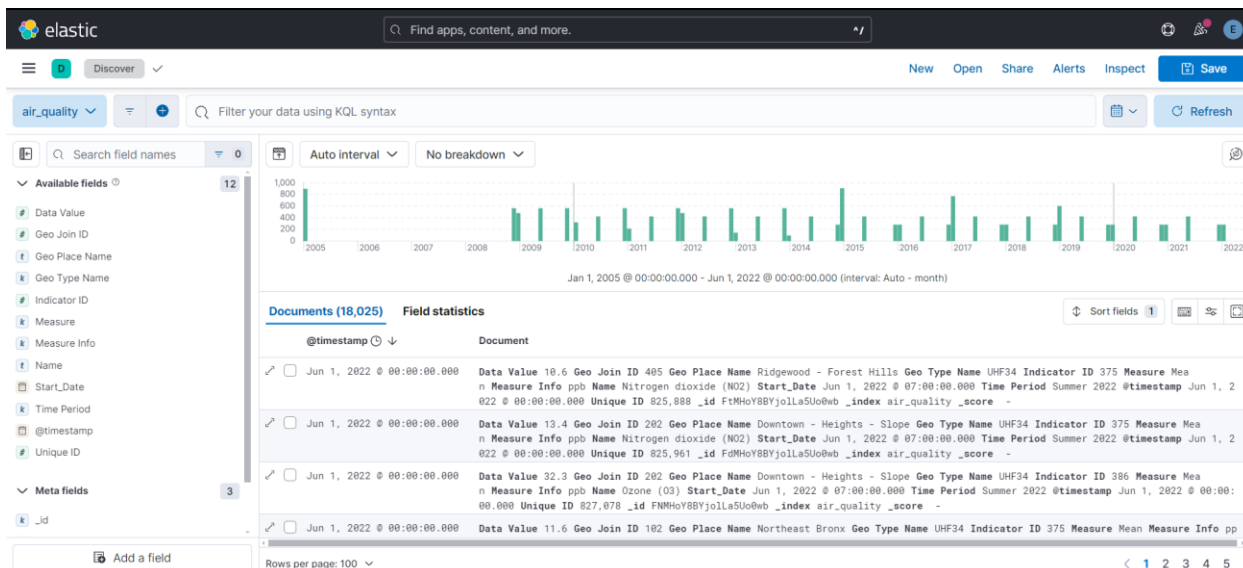 elastic
Find apps, content, and more.
^/
E
D
Discover
New
Open
Share
Alerts
Inspect
Save
air_quality
Filter your data using KQL syntax
Refresh
Search field names
0
Auto interval
No breakdown
Available fields
12
Data Value
Geo Join ID
Geo Place Name
Geo Type Name
Indicator ID
Measure
Measure Info
Name
Start_Date
Time Period
@timestamp
Unique ID
Meta fields
3
_id
Add a field
1,000
800
600
400
200
0
2005 2006 2007 2008 2009 2010 2011 2012 2013 2014 2015 2016 2017 2018 2019 2020 2021 2022
Jan 1, 2005 @ 00:00:00.000 - Jun 1, 2022 @ 00:00:00.000 (interval: Auto - month)
Documents (18,025)
Field statistics
Sort fields 1
@timestamp
Document
Jun 1, 2022 @ 00:00:00.000
Data Value 10.6 Geo Join ID 405 Geo Place Name Ridgewood - Forest Hills Geo Type Name UHF34 Indicator ID 375 Measure Mea
n Measure Info ppb Name Nitrogen dioxide (NO2) Start_Date Jun 1, 2022 @ 07:00:00.000 Time Period Summer 2022 @timestamp Jun 1, 2
022 @ 00:00:00.000 Unique ID 825,888 _id FtMHoY8BYjolLa5Uo0wb _index air_quality _score -
Jun 1, 2022 @ 00:00:00.000
Data Value 13.4 Geo Join ID 202 Geo Place Name Downtown - Heights - Slope Geo Type Name UHF34 Indicator ID 375 Measure Mea
n Measure Info ppb Name Nitrogen dioxide (NO2) Start_Date Jun 1, 2022 @ 07:00:00.000 Time Period Summer 2022 @timestamp Jun 1, 2
022 @ 00:00:00.000 Unique ID 825,961 _id FdMHoY8BYjolLa5Uo0wb _index air_quality _score -
Jun 1, 2022 @ 00:00:00.000
Data Value 32.3 Geo Join ID 202 Geo Place Name Downtown - Heights - Slope Geo Type Name UHF34 Indicator ID 386 Measure Mea
n Measure Info ppb Name Ozone (O3) Start_Date Jun 1, 2022 @ 07:00:00.000 Time Period Summer 2022 @timestamp Jun 1, 2022 @ 00:00:
00.000 Unique ID 827,078 _id FNMHoY8BYjolLa5Uo0wb _index air_quality _score -
Jun 1, 2022 @ 00:00:00.000
Data Value 11.6 Geo Join ID 102 Geo Place Name Northeast Bronx Geo Type Name UHF34 Indicator ID 375 Measure Mean Measure Info pp
Rows per page: 100
1 2 3 4 5